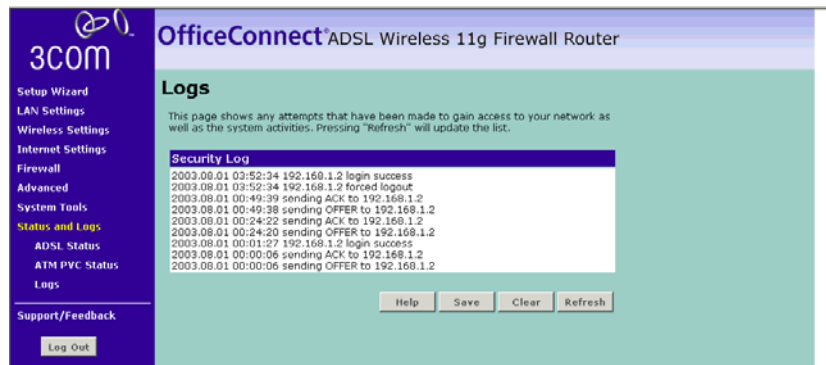 3COM
Setup Wizard
LAN Settings
Wireless Settings
Internet Settings
Firewall
Advanced
System Tools
Status and Logs
ADSL Status
ATM PVC Status
Logs
Support/Feedback
Log Out
OfficeConnect® ADSL Wireless 11g Firewall Router
Logs
This page shows any attempts that have been made to gain access to your network as
well as the system activities. Pressing "Refresh" will update the list.
Security Log
2003.08.01 03:52:34 192.168.1.2 login success
2003.08.01 03:52:34 192.168.1.2 forced logout
2003.08.01 00:49:39 sending ACK to 192.168.1.2
2003.08.01 00:49:38 sending OFFER to 192.168.1.2
2003.08.01 00:24:22 sending ACK to 192.168.1.2
2003.08.01 00:24:20 sending OFFER to 192.168.1.2
2003.08.01 00:01:27 192.168.1.2 login success
2003.08.01 00:00:06 sending ACK to 192.168.1.2
2003.08.01 00:00:06 sending OFFER to 192.168.1.2
Help Save Clear Refresh